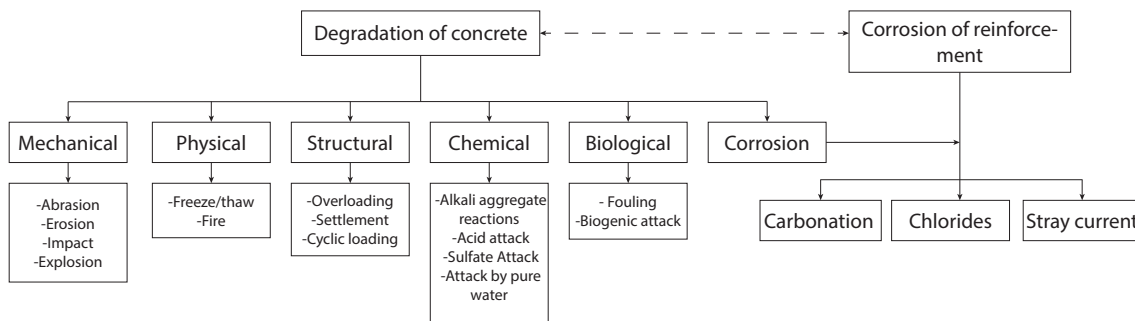 Degradation of concrete
Corrosion of reinforce-
ment
Mechanical
Physical
Structural
Chemical
Biological
Corrosion
-Abrasion
-Erosion
-Impact
-Explosion
-Freeze/thaw
-Fire
-Overloading
-Settlement
-Cyclic loading
-Alkali aggregate
reactions
-Acid attack
-Sulfate Attack
-Attack by pure
water
- Fouling
-Biogenic attack
Carbonation
Chlorides
Stray current